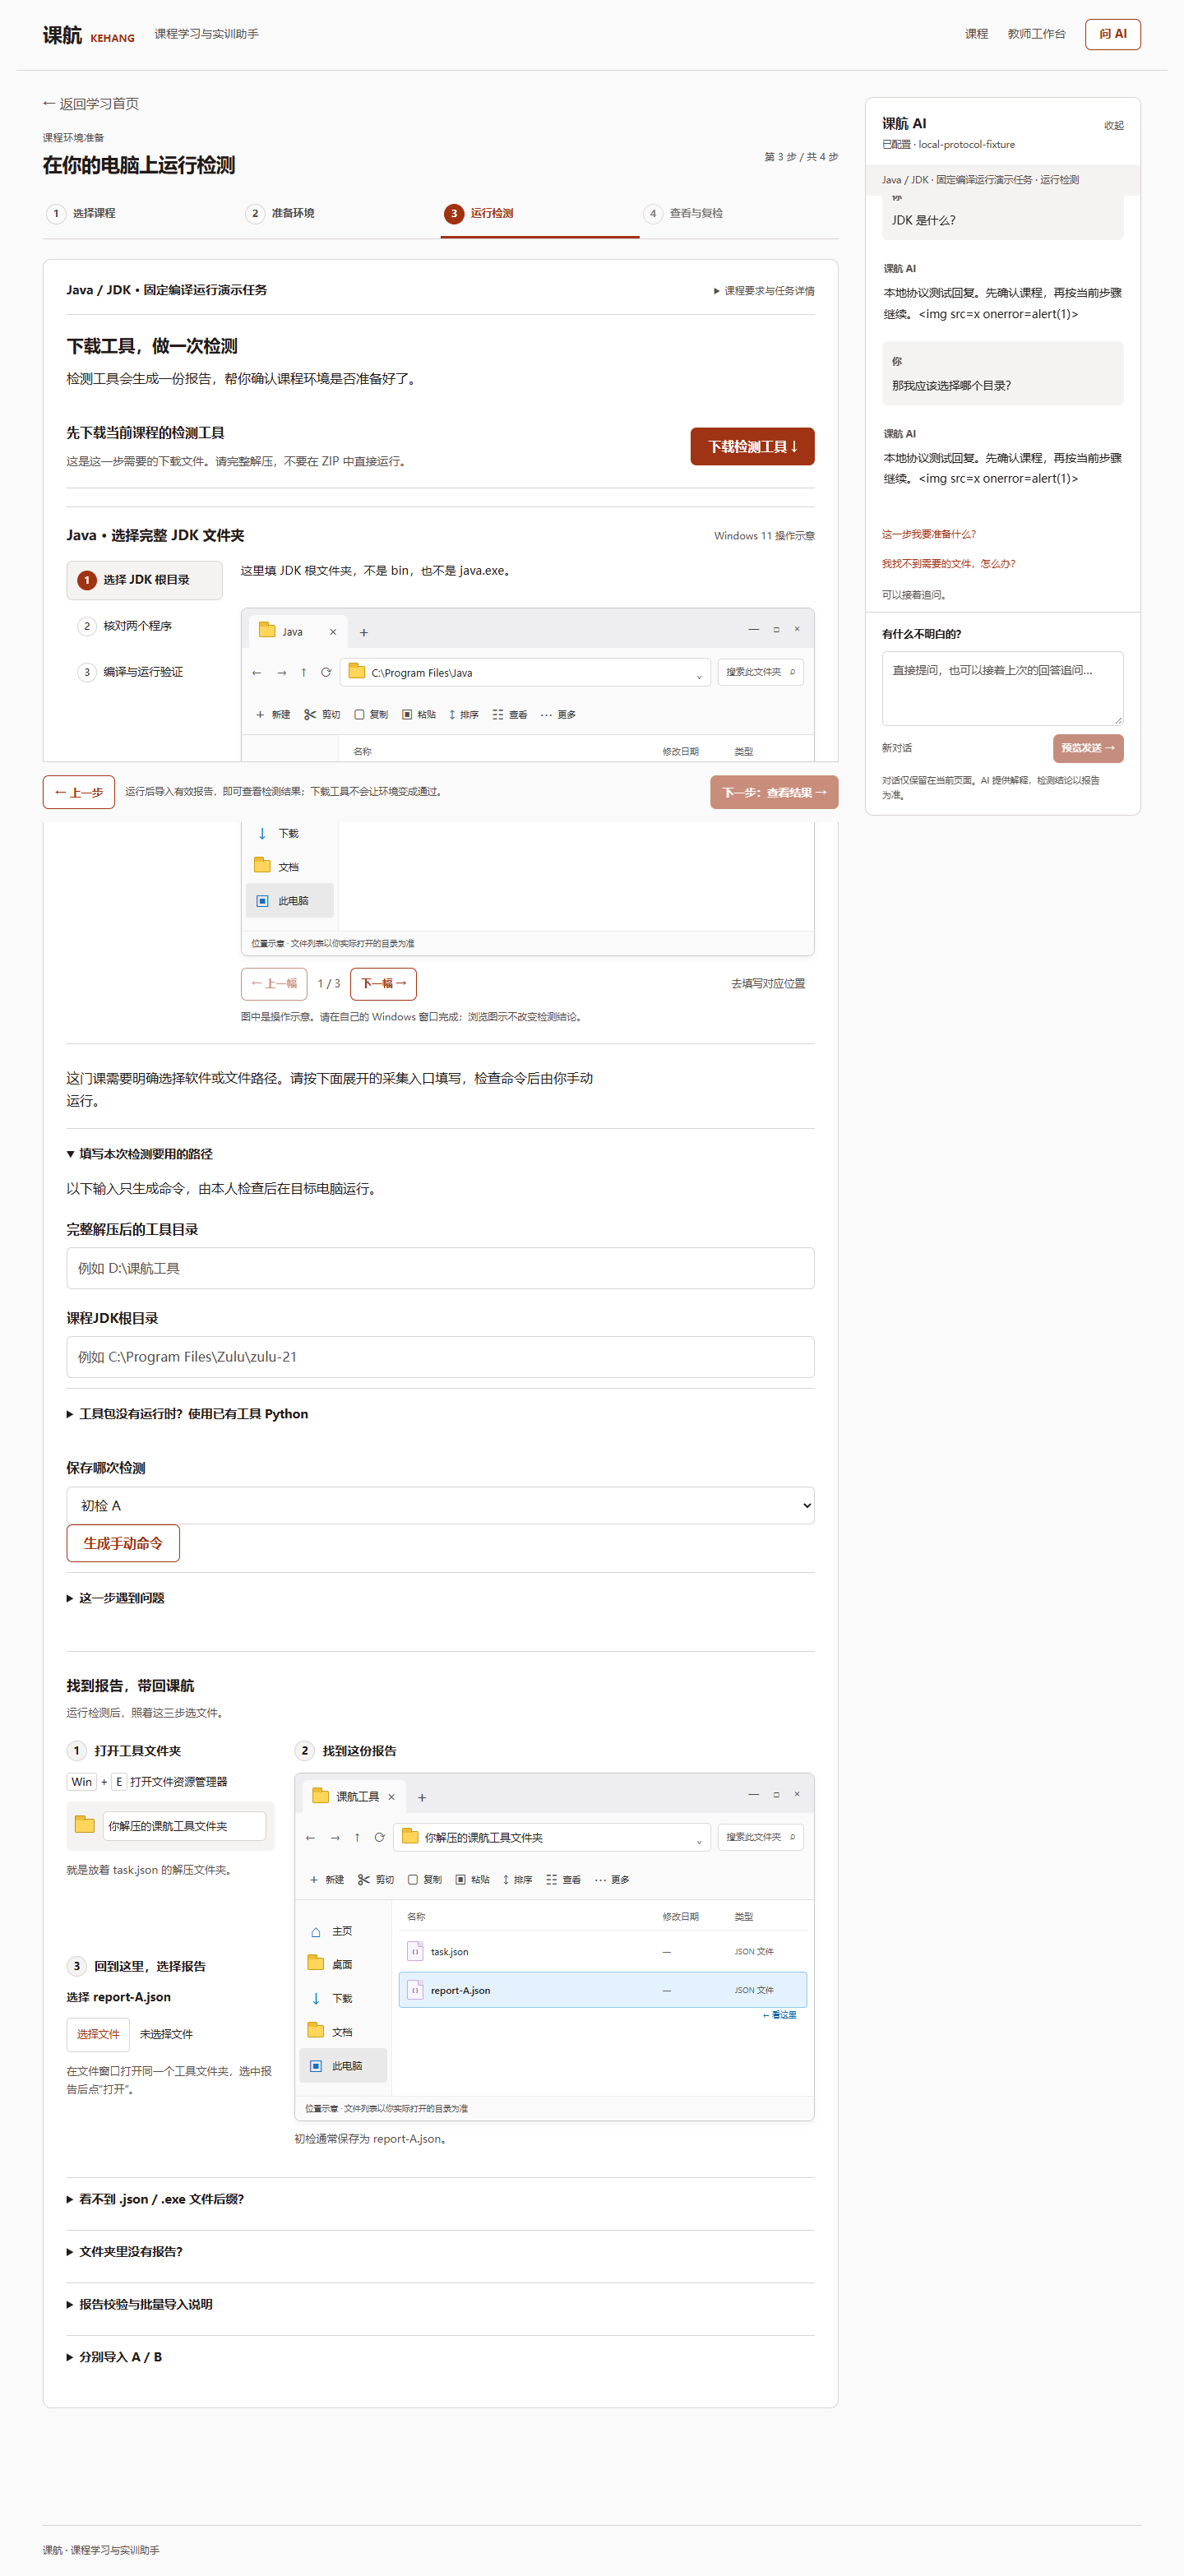 课航 KEHANG 课程学习与实训助手
课程 教师工作台 问 AI
← 返回学习首页
课程环境准备
在你的电脑上运行检测
第 3 步 / 共 4 步
1 选择课程
2 准备环境
3 运行检测
4 查看与复检
Java / JDK · 固定编译运行演示任务
▶ 课程要求与任务详情
下载工具，做一次检测
检测工具会生成一份报告，帮你确认课程环境是否准备好了。
先下载当前课程的检测工具
这是这一步需要的下载文件。请完整解压，不要在 ZIP 中直接运行。
下载检测工具 ↓
Java · 选择完整 JDK 文件夹
Windows 11 操作示意
1 选择 JDK 根目录
2 核对两个程序
3 编译与运行验证
这里填 JDK 根文件夹，不是 bin，也不是 java.exe。
Java × +
— □ ×
← → ↑ ⟳ C:\Program Files\Java
搜索此文件夹
+ 新建 剪切 复制 粘贴 排序 查看 ··· 更多
名称 修改日期 类型
← 上一步
运行后导入有效报告，即可查看检测结果；下载工具不会让环境变成通过。
下一步：查看结果 →
下载
文档
此电脑
位置示意 · 文件列表以你实际打开的目录为准
← 上一幅 1 / 3 下一幅 →
去填写对应位置
图中是操作示意。请在自己的 Windows 窗口完成；浏览图示不改变检测结论。
这门课需要明确选择软件或文件路径。请按下面展开的采集入口填写，检查命令后由你手动
运行。
▼ 填写本次检测要用的路径
以下输入只生成命令，由本人检查后在目标电脑运行。
完整解压后的工具目录
例如 D:\课航工具
课程JDK根目录
例如 C:\Program Files\Zulu\zulu-21
▶ 工具包没有运行时？使用已有工具 Python
保存哪次检测
初检 A
生成手动命令
▶ 这一步遇到问题
找到报告，带回课航
运行检测后，照着这三步选文件。
1 打开工具文件夹
Win + E 打开文件资源管理器
你解压的课航工具文件夹
就是放着 task.json 的解压文件夹。
2 找到这份报告
课航工具 × +
— □ ×
← → ↑ ⟳ 你解压的课航工具文件夹
搜索此文件夹
+ 新建 剪切 复制 粘贴 排序 查看 ··· 更多
名称 修改日期 类型
主页
桌面
下载
文档
此电脑
task.json — JSON 文件
report-A.json — JSON 文件
← 看这里
位置示意 · 文件列表以你实际打开的目录为准
初检通常保存为 report-A.json。
3 回到这里，选择报告
选择 report-A.json
选择文件 未选择文件
在文件窗口打开同一个工具文件夹，选中报
告后点“打开”。
▶ 看不到 .json / .exe 文件后缀？
▶ 文件夹里没有报告？
▶ 报告校验与批量导入说明
▶ 分别导入 A / B
课航 AI
收起
已配置 · local-protocol-fixture
Java / JDK · 固定编译运行演示任务 · 运行检测
你
JDK 是什么？
课航 AI
本地协议测试回复。先确认课程，再按当前步骤
继续。<img src=x onerror=alert(1)>
你
那我应该选择哪个目录？
课航 AI
本地协议测试回复。先确认课程，再按当前步骤
继续。<img src=x onerror=alert(1)>
这一步我要准备什么？
我找不到需要的文件，怎么办？
可以接着追问。
有什么不明白的？
直接提问，也可以接着上次的回答追问...
新对话
预览发送 →
对话仅保留在当前页面。AI 提供解释，检测结论以报告
为准。
课航 · 课程学习与实训助手